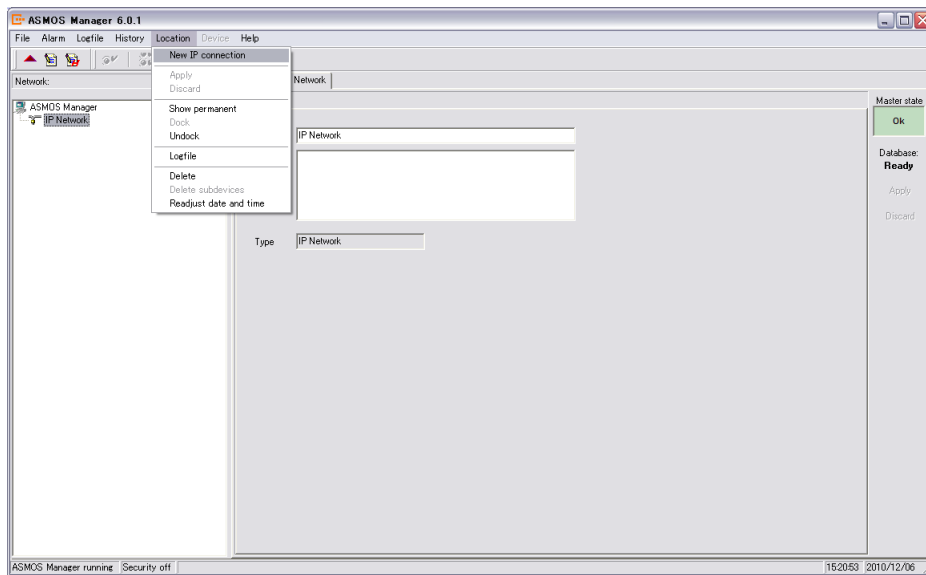 ASMOS Manager 6.0.1
File Alarm Logfile History Location Device Help
New IP connection
Apply
Discard
Show permanent
Dock
Undock
Logfile
Delete
Delete subdevices
Readjust date and time
Network:
ASMOS Manager
IP Network
Network
IP Network
Type IP Network
Master state
Ok
Database:
Ready
Apply
Discard
ASMOS Manager running Security off 15:20:53 2010/12/06